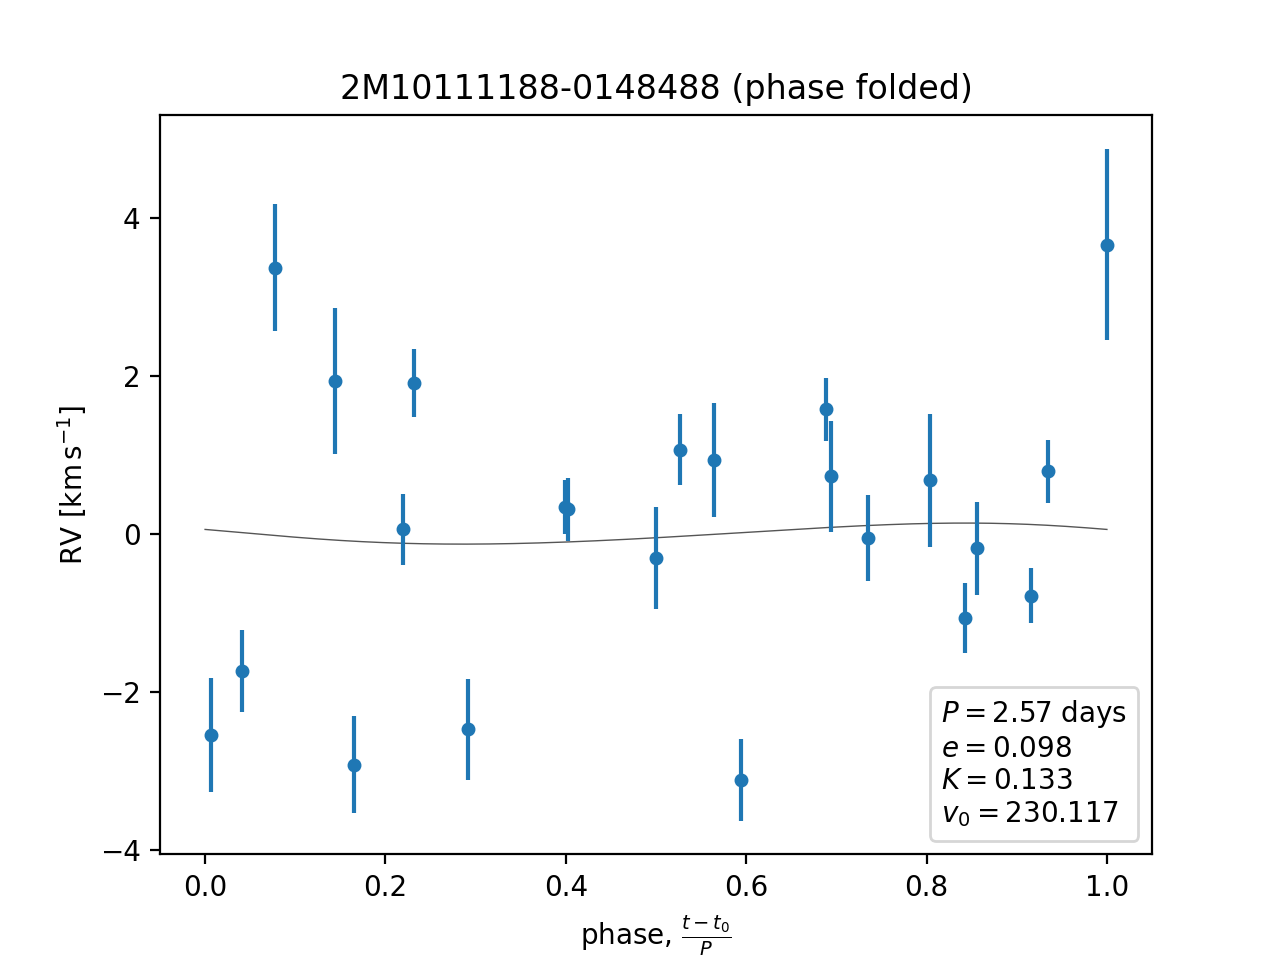 2M10111188-0148488 (phase folded)
RV [km s⁻¹]
4
2
0
−2
−4
0.0 0.2 0.4 0.6 0.8 1.0
phase, (t − t₀)/P
P = 2.57 days
e = 0.098
K = 0.133
v₀ = 230.117